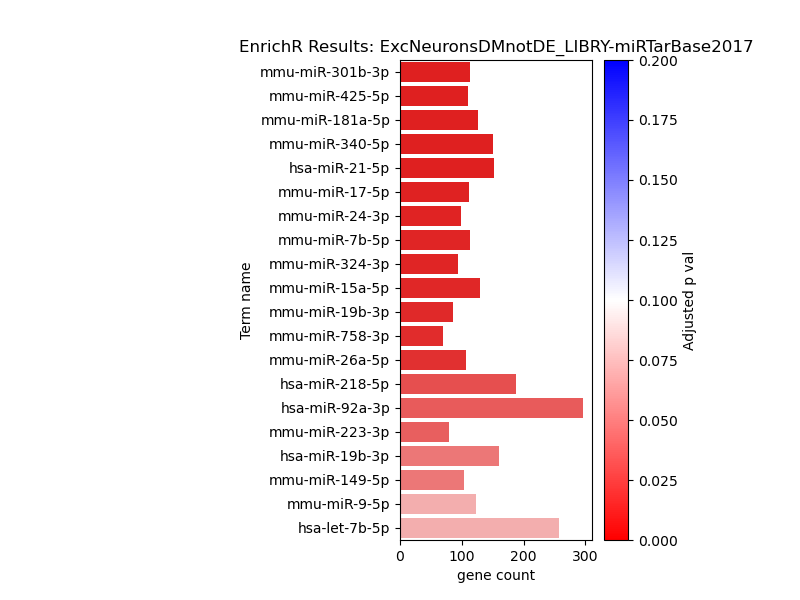 EnrichR Results: ExcNeuronsDMnotDE_LIBRY-miRTarBase2017
mmu-miR-301b-3p
mmu-miR-425-5p
mmu-miR-181a-5p
mmu-miR-340-5p
hsa-miR-21-5p
mmu-miR-17-5p
mmu-miR-24-3p
mmu-miR-7b-5p
mmu-miR-324-3p
mmu-miR-15a-5p
mmu-miR-19b-3p
mmu-miR-758-3p
mmu-miR-26a-5p
hsa-miR-218-5p
hsa-miR-92a-3p
mmu-miR-223-3p
hsa-miR-19b-3p
mmu-miR-149-5p
mmu-miR-9-5p
hsa-let-7b-5p
Term name
0 100 200 300
gene count
0.200
0.175
0.150
0.125
0.100
0.075
0.050
0.025
0.000
Adjusted p val